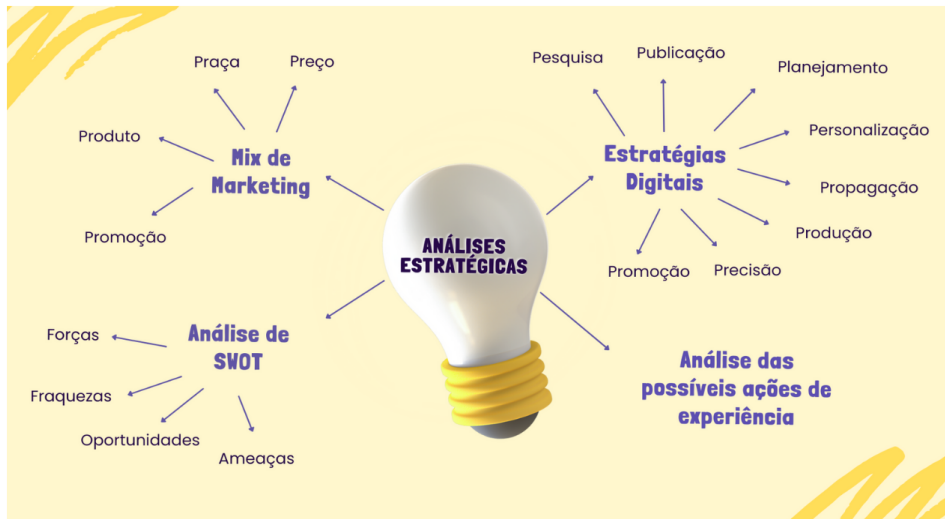 Praça
Preço
Produto
Mix de
Marketing
Promoção
Pesquisa
Publicação
Planejamento
Personalização
Estratégias
Digitais
Propagação
Produção
Promoção
Precisão
ANÁLISES
ESTRATÉGICAS
Análise de
SWOT
Forças
Fraquezas
Oportunidades
Ameaças
Análise das
possíveis ações de
experiência